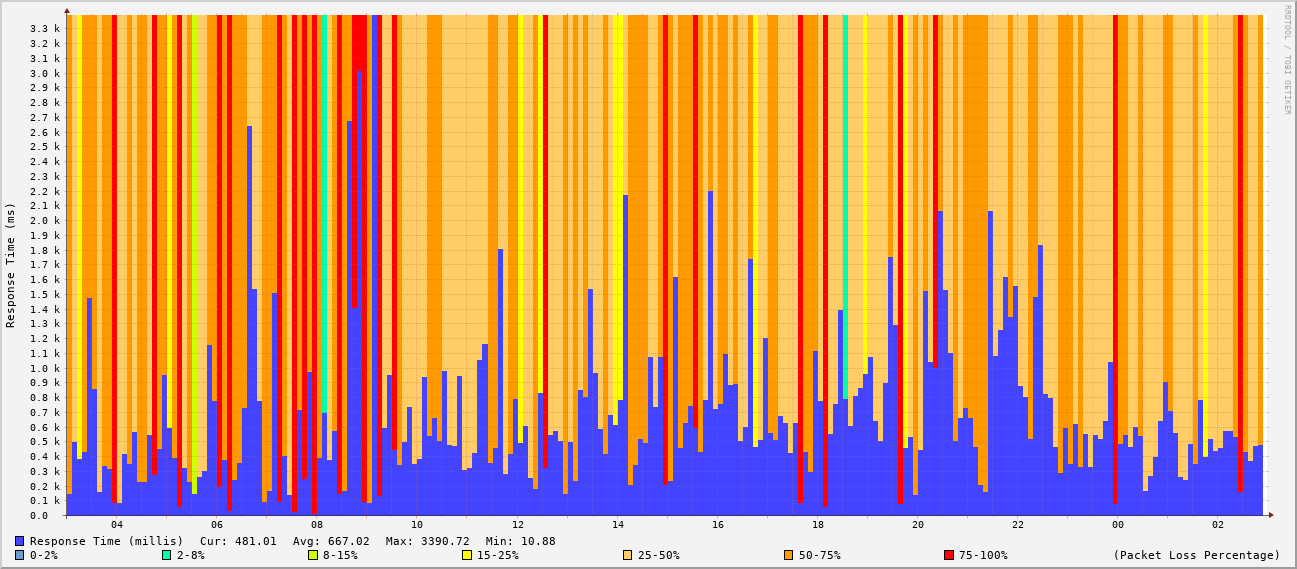 3.3 k
3.2 k
3.1 k
3.0 k
2.9 k
2.8 k
2.7 k
2.6 k
2.5 k
2.4 k
2.3 k
2.2 k
2.1 k
2.0 k
1.9 k
1.8 k
1.7 k
1.6 k
1.5 k
1.4 k
1.3 k
1.2 k
1.1 k
1.0 k
0.9 k
0.8 k
0.7 k
0.6 k
0.5 k
0.4 k
0.3 k
0.2 k
0.1 k
0.0
Response Time (ms)
RRDTOOL / TOBI OETIKER
04 06 08 10 12 14 16 18 20 22 00 02
Response Time (millis) Cur: 481.01 Avg: 667.02 Max: 3390.72 Min: 10.88
0-2% 2-8% 8-15% 15-25% 25-50% 50-75% 75-100% (Packet Loss Percentage)